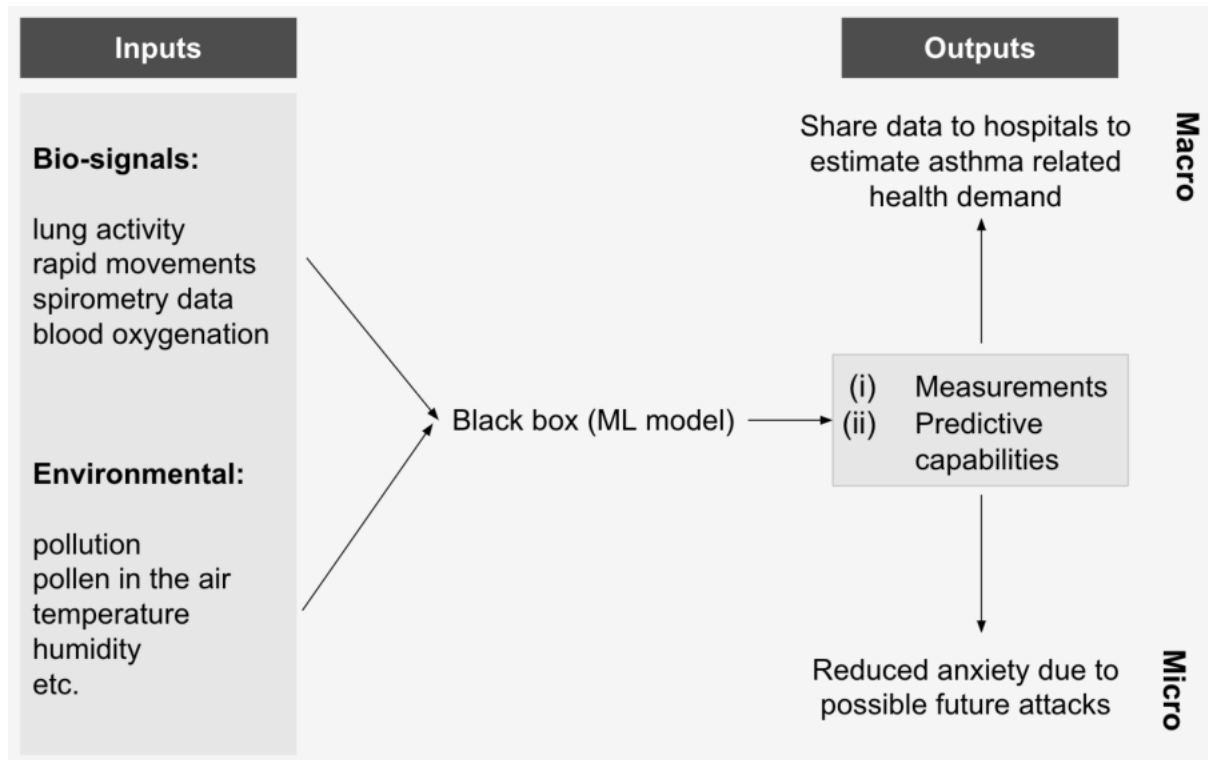 Inputs
Bio-signals:
lung activity
rapid movements
spirometry data
blood oxygenation
Environmental:
pollution
pollen in the air
temperature
humidity
etc.
Black box (ML model)
Outputs
Share data to hospitals to
estimate asthma related
health demand
Macro
(i) Measurements
(ii) Predictive
capabilities
Reduced anxiety due to
possible future attacks
Micro